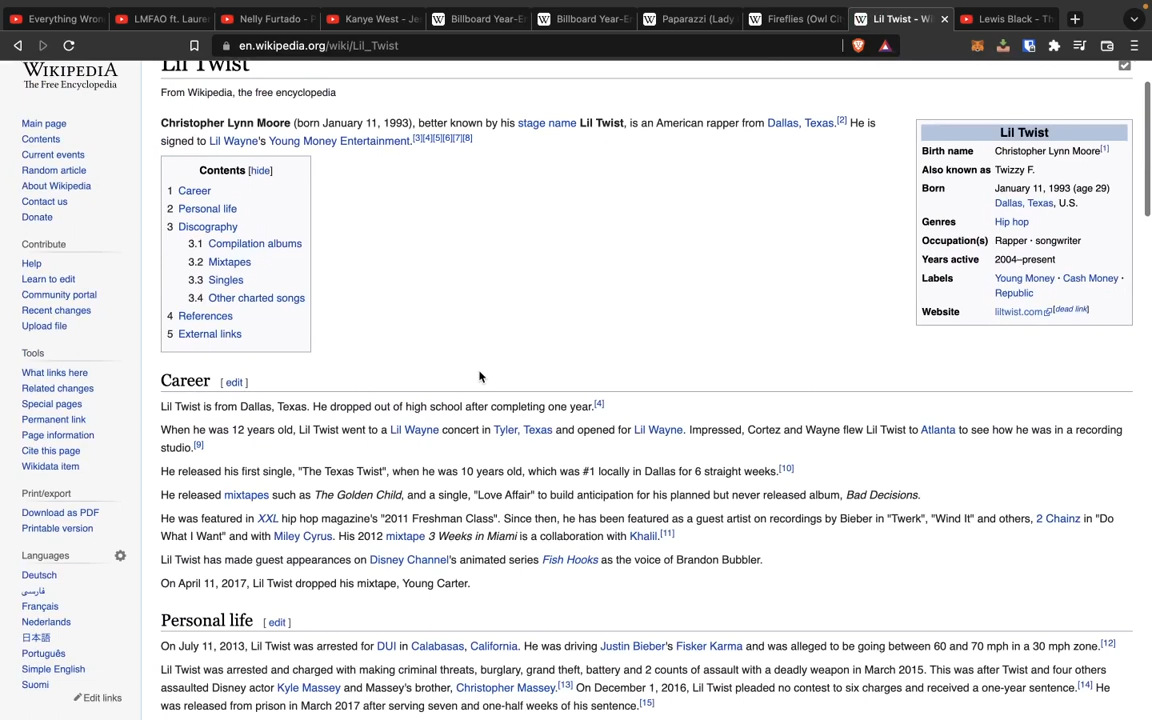 Everything Wron
LMFAO ft. Laure
Nelly Furtado - P
Kanye West - Je
Billboard Year-E
Billboard Year-E
Paparazzi (Lady
Fireflies (Owl Cit
Lil Twist - Wi
Lewis Black - Th
en.wikipedia.org/wiki/Lil_Twist
WIKIPEDIA
The Free Encyclopedia
Main page
Contents
Current events
Random article
About Wikipedia
Contact us
Donate
Contribute
Help
Learn to edit
Community portal
Recent changes
Upload file
Tools
What links here
Related changes
Special pages
Permanent link
Page information
Cite this page
Wikidata item
Print/export
Download as PDF
Printable version
Languages
Deutsch
فارسی
Français
Nederlands
日本語
Português
Simple English
Suomi
Edit links
Lil Twist
From Wikipedia, the free encyclopedia
Christopher Lynn Moore (born January 11, 1993), better known by his stage name Lil Twist, is an American rapper from Dallas, Texas.[2] He is
signed to Lil Wayne's Young Money Entertainment.[3][4][5][6][7][8]
Contents [hide]
1 Career
2 Personal life
3 Discography
3.1 Compilation albums
3.2 Mixtapes
3.3 Singles
3.4 Other charted songs
4 References
5 External links
Lil Twist
Birth name Christopher Lynn Moore[1]
Also known as Twizzy F.
Born January 11, 1993 (age 29)
Dallas, Texas, U.S.
Genres Hip hop
Occupation(s) Rapper · songwriter
Years active 2004–present
Labels Young Money · Cash Money ·
Republic
Website liltwist.com[dead link]
Career [ edit ]
Lil Twist is from Dallas, Texas. He dropped out of high school after completing one year.[4]
When he was 12 years old, Lil Twist went to a Lil Wayne concert in Tyler, Texas and opened for Lil Wayne. Impressed, Cortez and Wayne flew Lil Twist to Atlanta to see how he was in a recording
studio.[9]
He released his first single, "The Texas Twist", when he was 10 years old, which was #1 locally in Dallas for 6 straight weeks.[10]
He released mixtapes such as The Golden Child, and a single, "Love Affair" to build anticipation for his planned but never released album, Bad Decisions.
He was featured in XXL hip hop magazine's "2011 Freshman Class". Since then, he has been featured as a guest artist on recordings by Bieber in "Twerk", "Wind It" and others, 2 Chainz in "Do
What I Want" and with Miley Cyrus. His 2012 mixtape 3 Weeks in Miami is a collaboration with Khalil.[11]
Lil Twist has made guest appearances on Disney Channel's animated series Fish Hooks as the voice of Brandon Bubbler.
On April 11, 2017, Lil Twist dropped his mixtape, Young Carter.
Personal life [ edit ]
On July 11, 2013, Lil Twist was arrested for DUI in Calabasas, California. He was driving Justin Bieber's Fisker Karma and was alleged to be going between 60 and 70 mph in a 30 mph zone.[12]
Lil Twist was arrested and charged with making criminal threats, burglary, grand theft, battery and 2 counts of assault with a deadly weapon in March 2015. This was after Twist and four others
assaulted Disney actor Kyle Massey and Massey's brother, Christopher Massey.[13] On December 1, 2016, Lil Twist pleaded no contest to six charges and received a one-year sentence.[14] He
was released from prison in March 2017 after serving seven and one-half weeks of his sentence.[15]